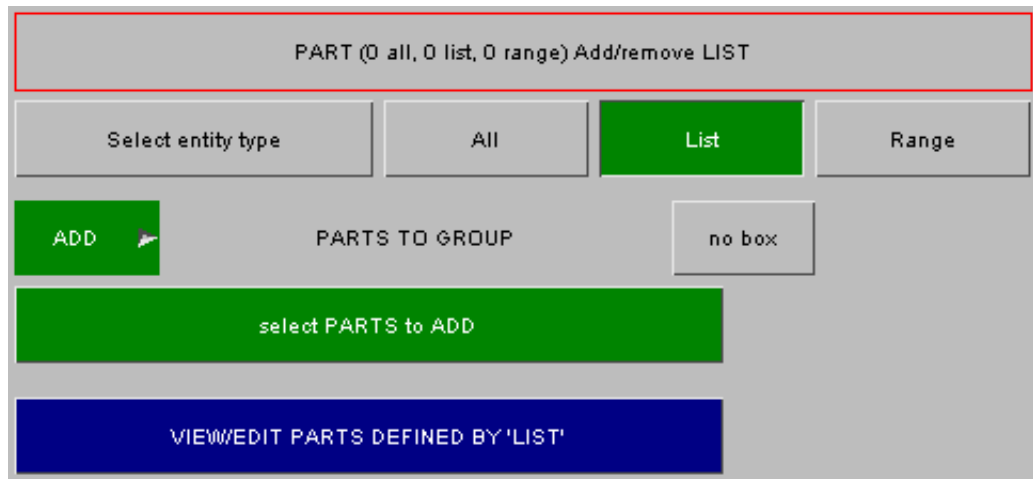 PART (0 all, 0 list, 0 range) Add/remove LIST
Select entity type All List Range
ADD PARTS TO GROUP no box
select PARTS to ADD
VIEW/EDIT PARTS DEFINED BY 'LIST'